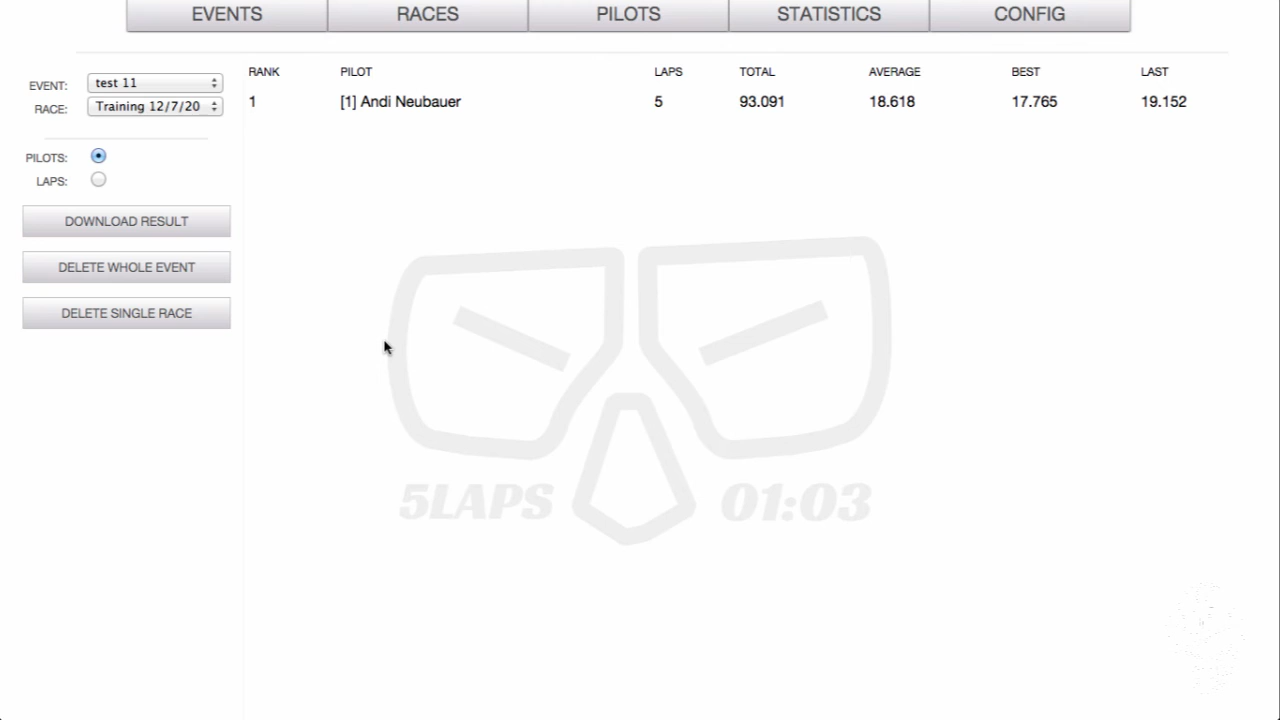 EVENTS RACES PILOTS STATISTICS CONFIG
EVENT: test 11
RACE: Training 12/7/20
PILOTS:
LAPS:
DOWNLOAD RESULT
DELETE WHOLE EVENT
DELETE SINGLE RACE
RANK PILOT LAPS TOTAL AVERAGE BEST LAST
1 [1] Andi Neubauer 5 93.091 18.618 17.765 19.152
5LAPS 01:03